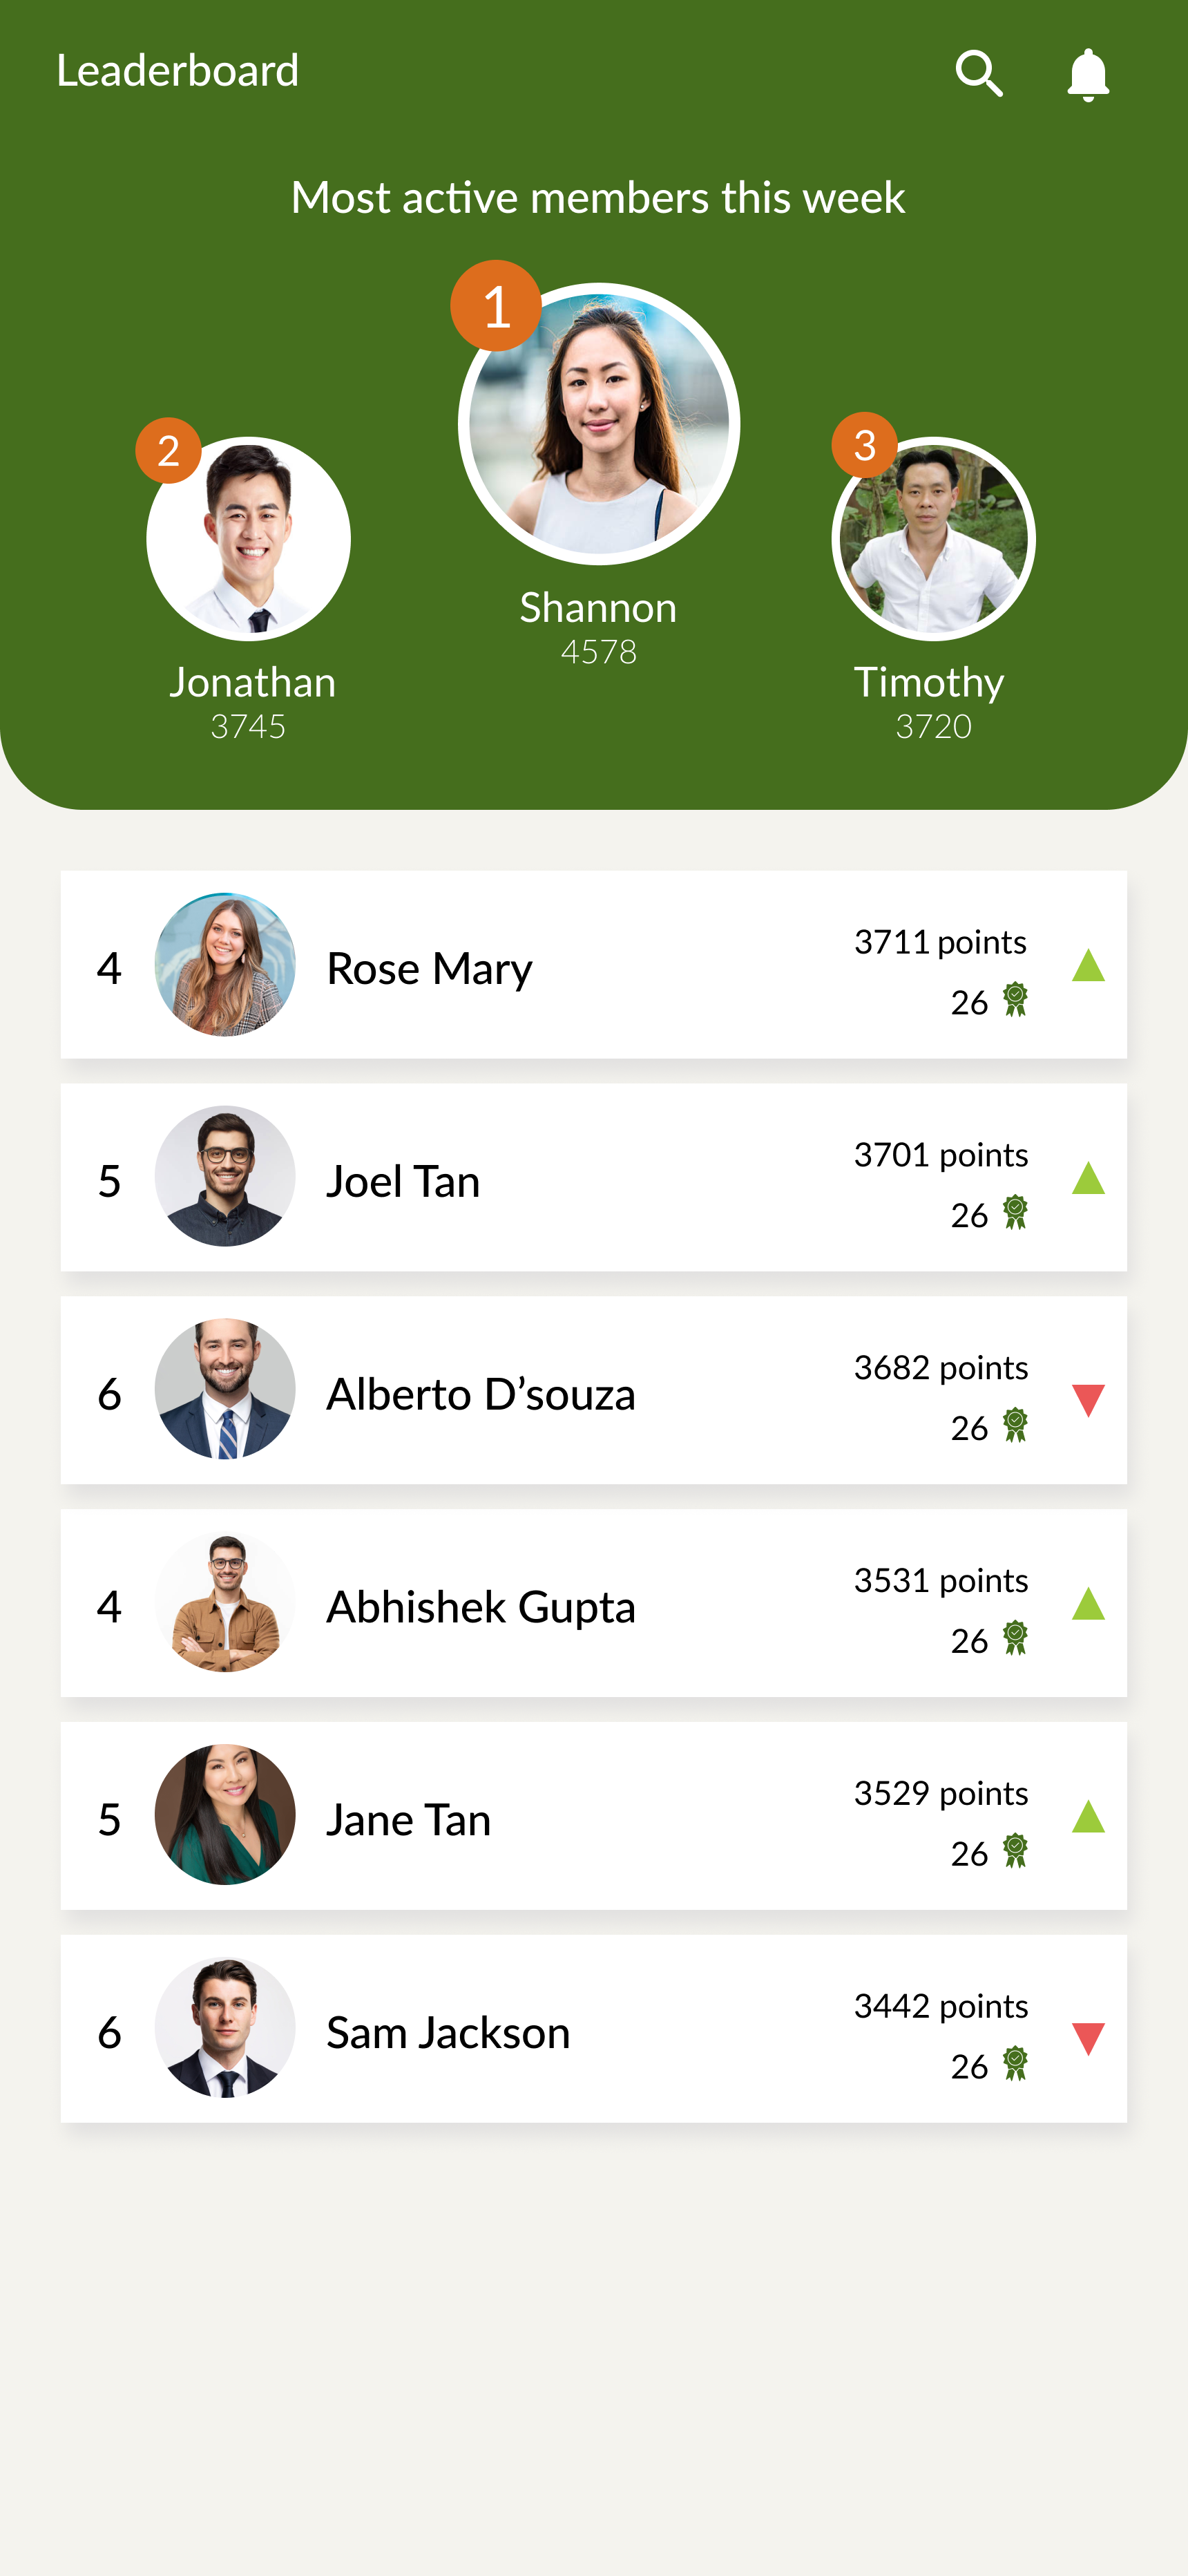 Leaderboard
Most active members this week
1
Shannon
4578
2
Jonathan
3745
3
Timothy
3720
4
Rose Mary
3711 points
26
5
Joel Tan
3701 points
26
6
Alberto D’souza
3682 points
26
4
Abhishek Gupta
3531 points
26
5
Jane Tan
3529 points
26
6
Sam Jackson
3442 points
26